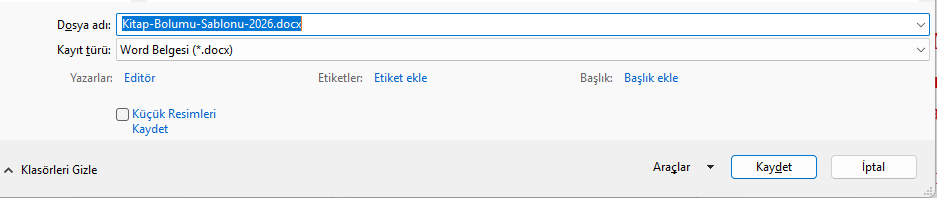 Dosya adı: Kitap-Bolumu-Sablonu-2026.docx
Kayıt türü: Word Belgesi (*.docx)
Yazarlar: Editör Etiketler: Etiket ekle Başlık: Başlık ekle
Küçük Resimleri
Kaydet
Klasörleri Gizle Araçlar Kaydet İptal